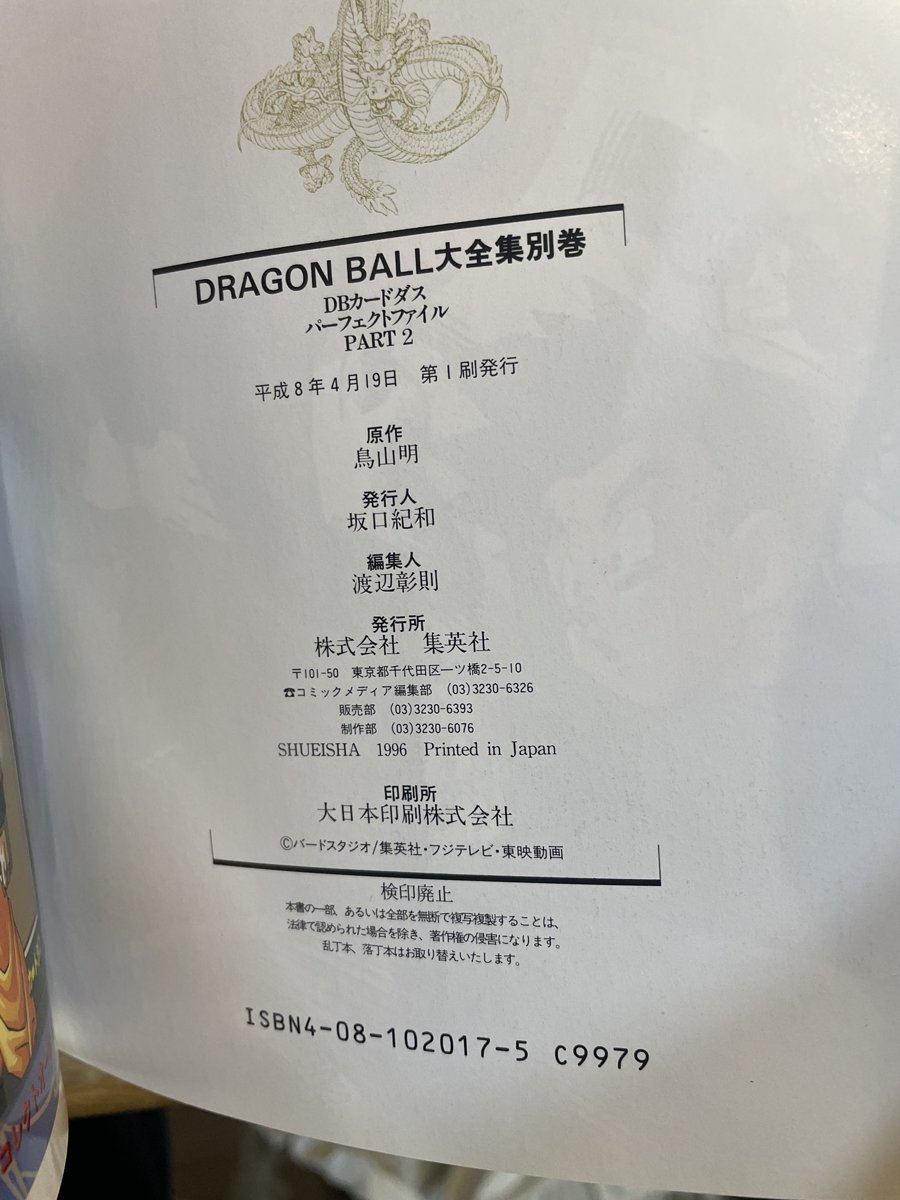 DRAGON BALL大全集別巻
DBカードダス
パーフェクトファイル
PART 2
平成8年4月19日　第1刷発行
原作
鳥山明
発行人
坂口紀和
編集人
渡辺彰則
発行所
株式会社　集英社
〒101-50　東京都千代田区一ツ橋2-5-10
☎コミックメディア編集部　(03)3230-6326
販売部　(03)3230-6393
制作部　(03)3230-6076
SHUEISHA　1996　Printed in Japan
印刷所
大日本印刷株式会社
©バードスタジオ/集英社・フジテレビ・東映動画
検印廃止
本書の一部、あるいは全部を無断で複写複製することは、
法律で認められた場合を除き、著作権の侵害になります。
乱丁本、落丁本はお取り替えいたします。
ISBN4-08-102017-5 C9979